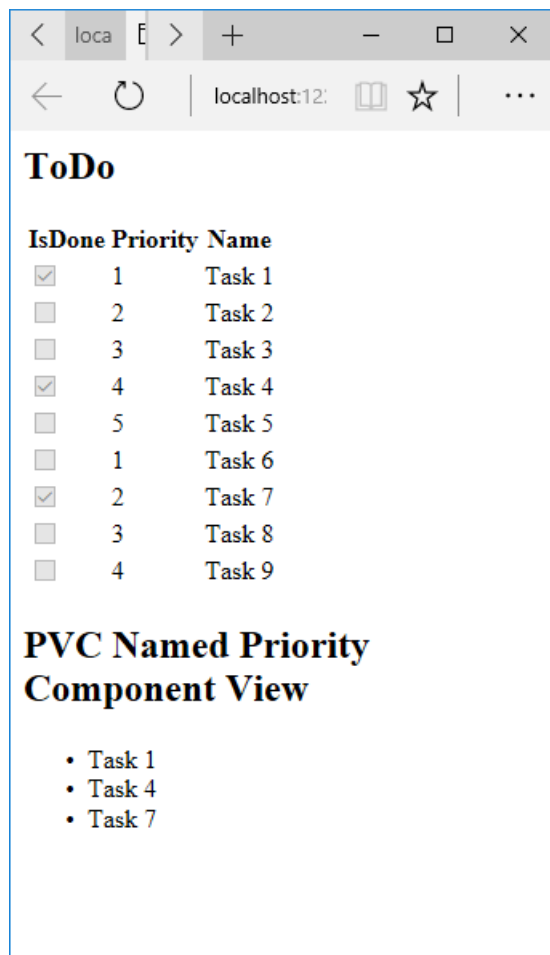 loca
localhost:12
ToDo
IsDone Priority Name
1 Task 1
2 Task 2
3 Task 3
4 Task 4
5 Task 5
1 Task 6
2 Task 7
3 Task 8
4 Task 9
PVC Named Priority
Component View
• Task 1
• Task 4
• Task 7